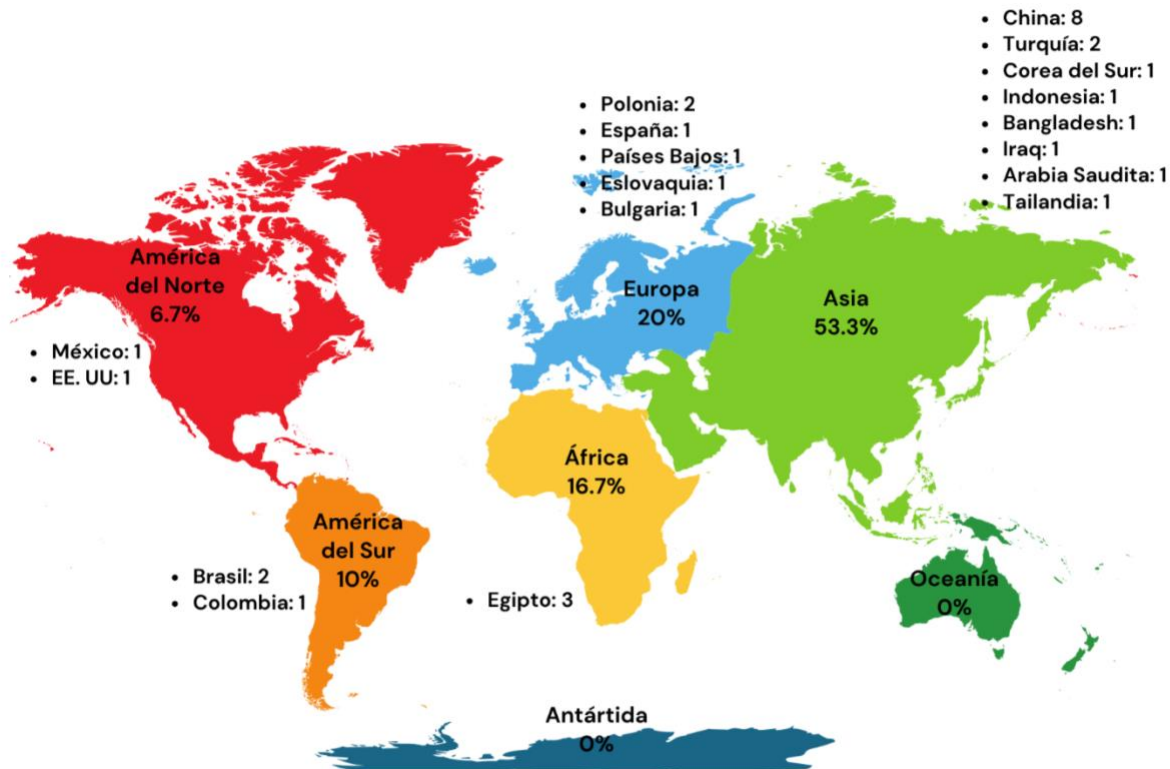 • China: 8
• Turquía: 2
• Corea del Sur: 1
• Indonesia: 1
• Bangladesh: 1
• Iraq: 1
• Arabia Saudita: 1
• Tailandia: 1
• Polonia: 2
• España: 1
• Países Bajos: 1
• Eslovaquia: 1
• Bulgaria: 1
América
del Norte
6.7%
• México: 1
• EE. UU: 1
Europa
20%
Asia
53.3%
África
16.7%
América
del Sur
10%
• Brasil: 2
• Colombia: 1
• Egipto: 3
Oceanía
0%
Antártida
0%